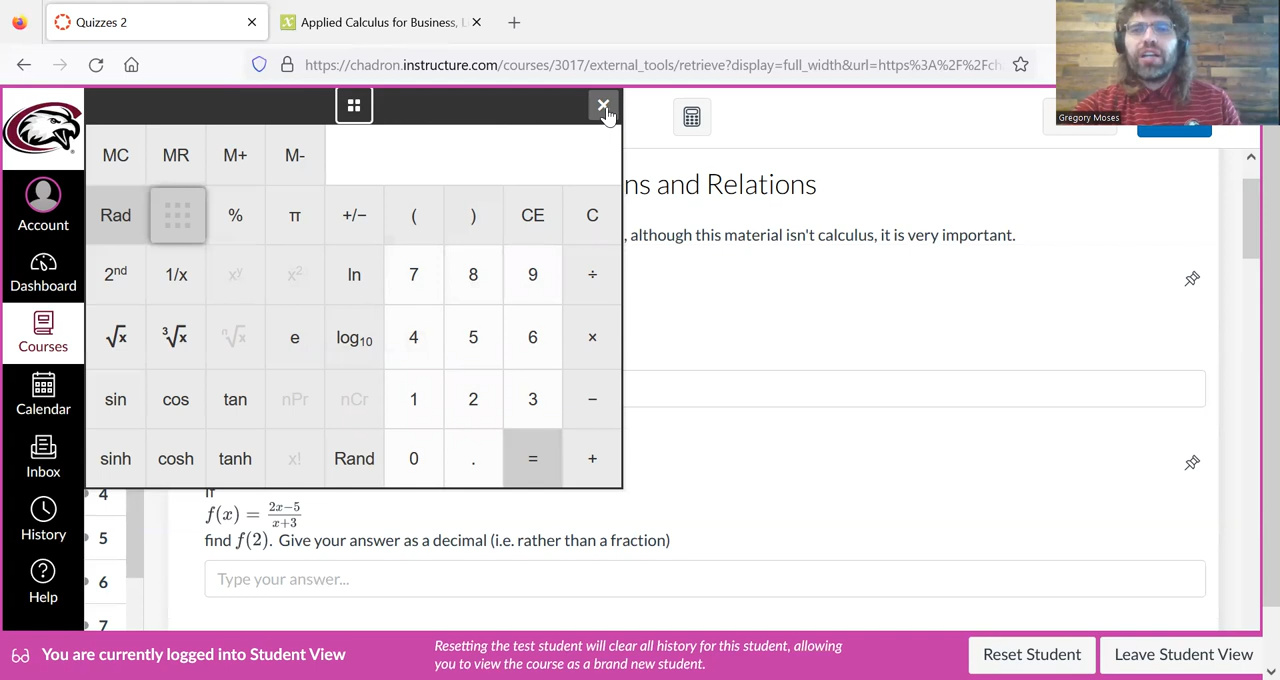 Quizzes 2
Applied Calculus for Business, L
https://chadron.instructure.com/courses/3017/external_tools/retrieve?display=full_width&url=https%3A%2F%2Fch
Gregory Moses
MC MR M+ M-
ns and Relations
Rad % π +/− ( ) CE C
, although this material isn't calculus, it is very important.
Account
2nd 1/x x^y x² ln 7 8 9 ÷
Dashboard
√x ³√x ⁿ√x e log₁₀ 4 5 6 ×
Courses
sin cos tan nPr nCr 1 2 3 −
Calendar
sinh cosh tanh x! Rand 0 . = +
Inbox
4
If
f(x) = \frac{2x−5}{x+3}
History
5
find f(2). Give your answer as a decimal (i.e. rather than a fraction)
6
Type your answer...
Help
7
You are currently logged into Student View
Resetting the test student will clear all history for this student, allowing
you to view the course as a brand new student.
Reset Student
Leave Student View